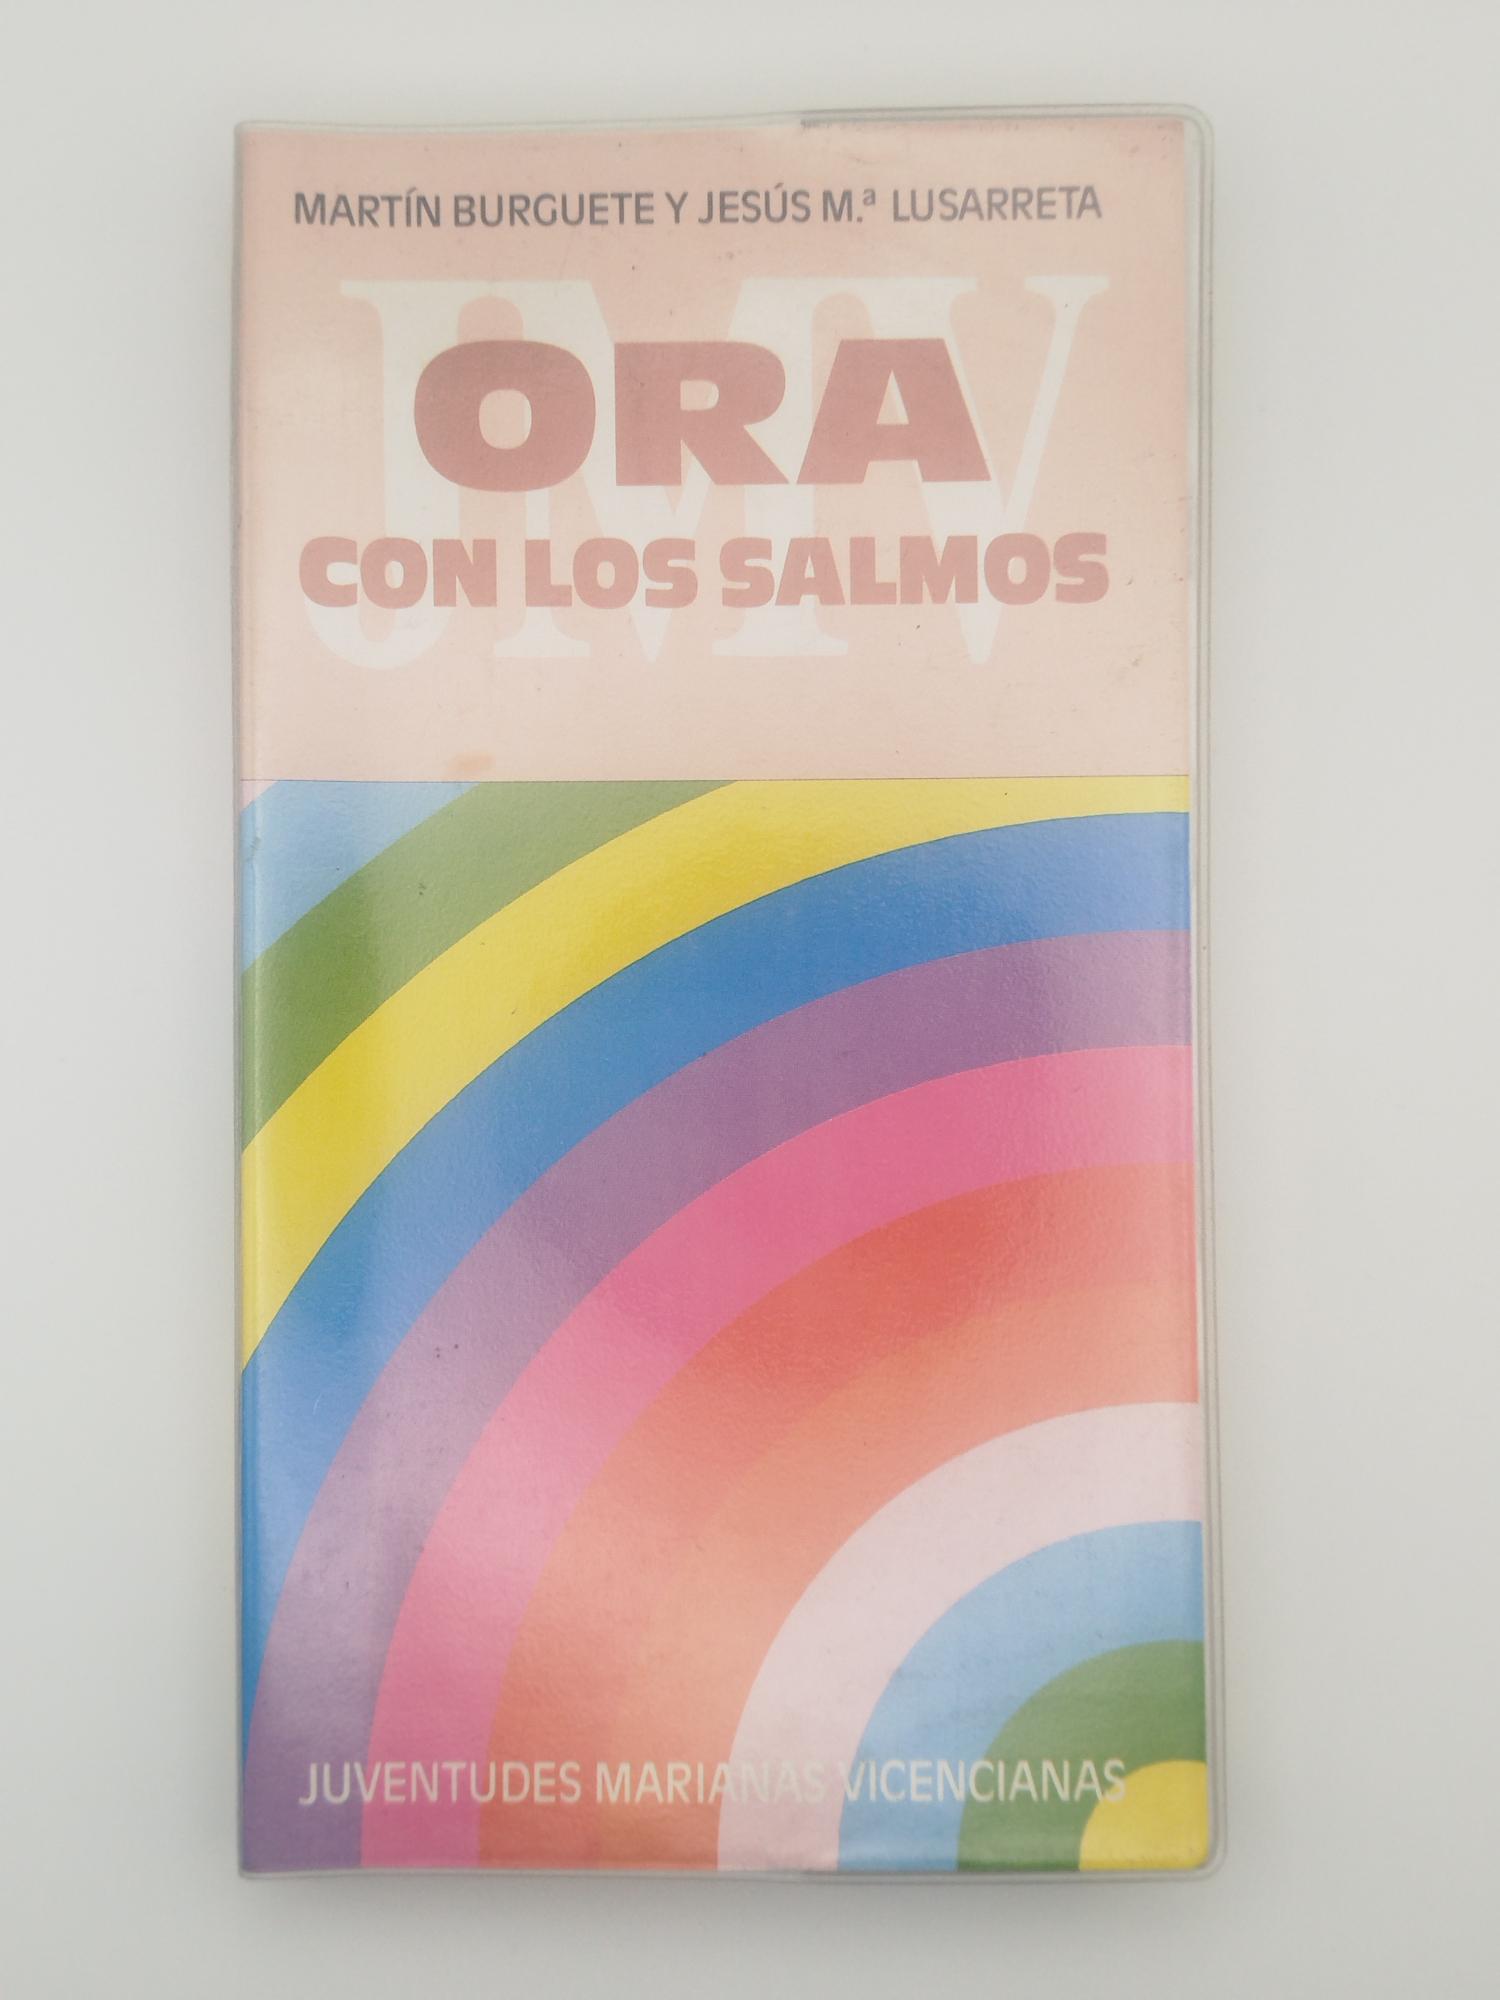 MARTÍN BURGUETE Y JESÚS M.ª LUSARRETA
JMV
ORA
CON LOS SALMOS
JUVENTUDES MARIANAS VICENCIANAS